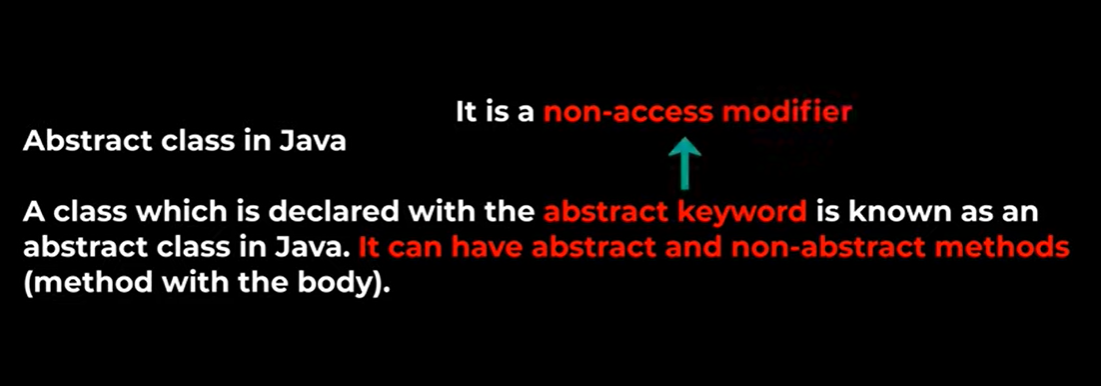 It is a non-access modifier
Abstract class in Java
A class which is declared with the abstract keyword is known as an
abstract class in Java. It can have abstract and non-abstract methods
(method with the body).